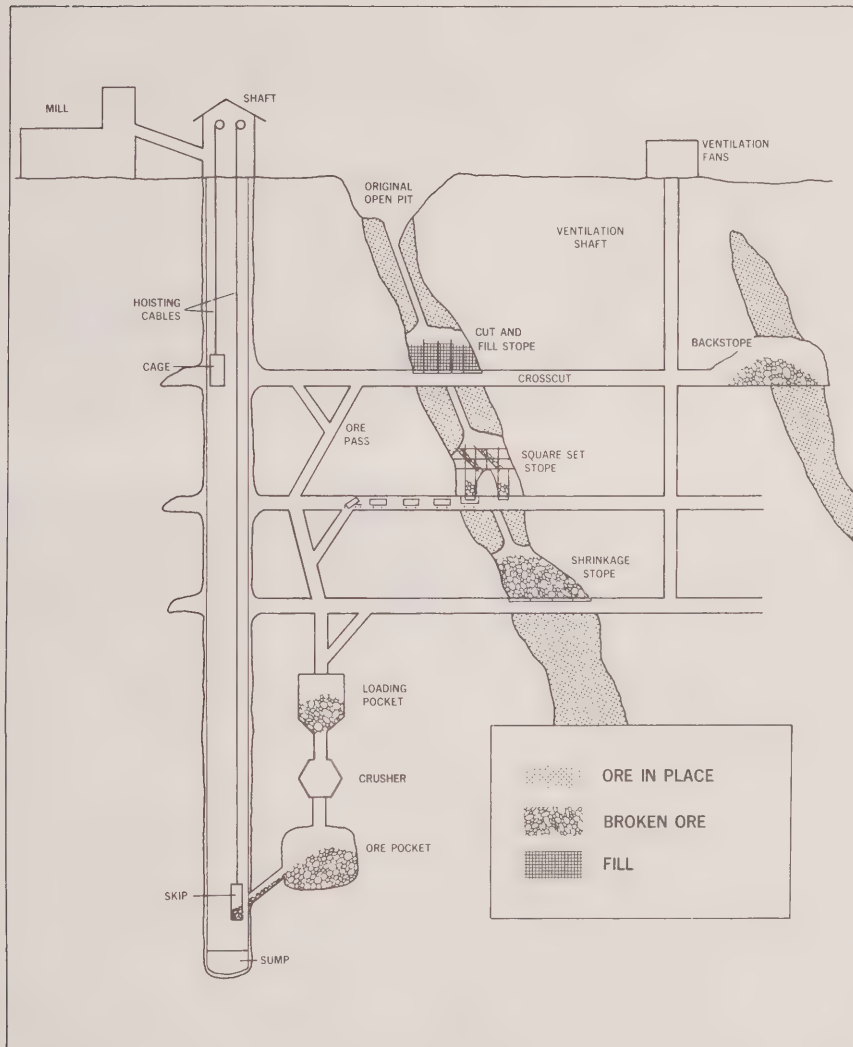 MILL
SHAFT
VENTILATION
FANS
ORIGINAL
OPEN PIT
VENTILATION
SHAFT
HOISTING
CABLES
CUT AND
FILL STOPE
BACKSTOPE
CAGE
CROSSCUT
ORE
PASS
SQUARE SET
STOPE
SHRINKAGE
STOPE
LOADING
POCKET
ORE IN PLACE
CRUSHER
BROKEN ORE
ORE POCKET
FILL
SKIP
SUMP